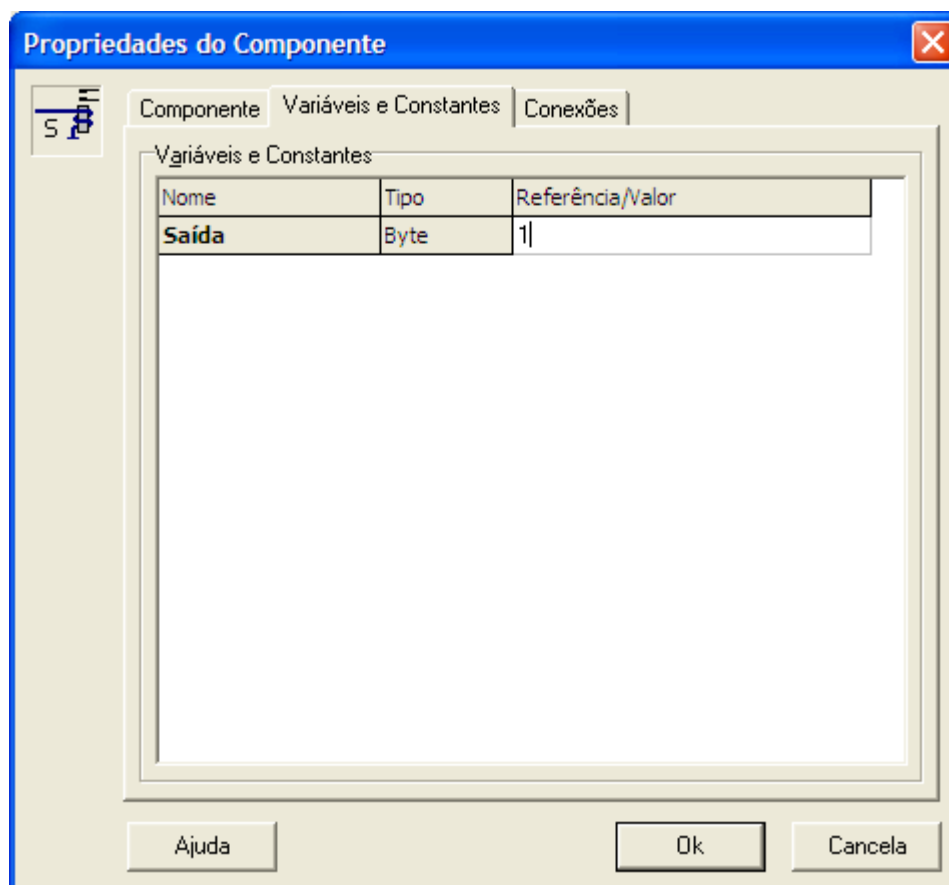 Propriedades do Componente
S
Componente Variáveis e Constantes Conexões
Variáveis e Constantes
Nome Tipo Referência/Valor
Saída Byte 1
Ajuda Ok Cancela